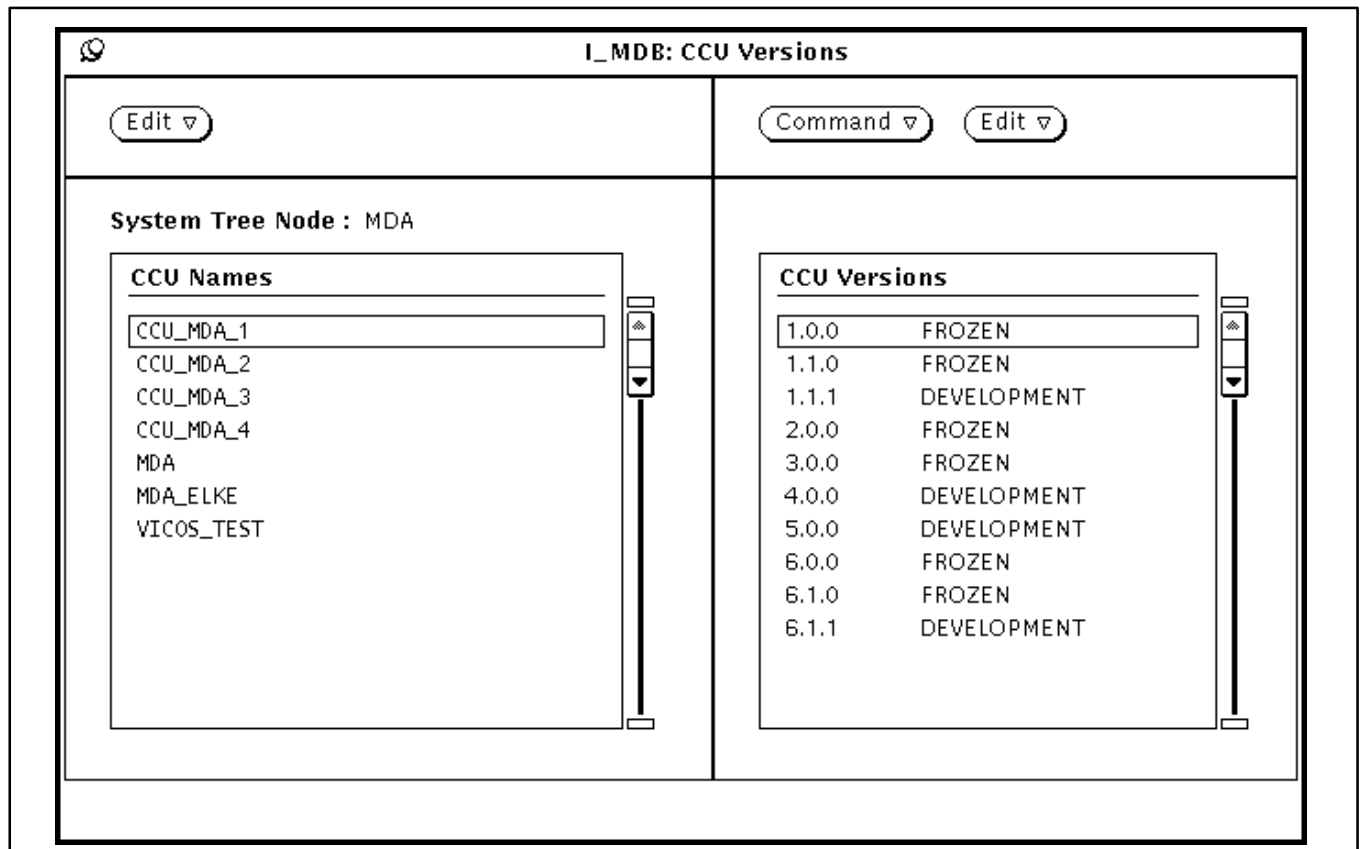 I_MDB: CCU Versions
Edit
Command Edit
System Tree Node : MDA
CCU Names
CCU_MDA_1
CCU_MDA_2
CCU_MDA_3
CCU_MDA_4
MDA
MDA_ELKE
VICOS_TEST
CCU Versions
1.0.0 FROZEN
1.1.0 FROZEN
1.1.1 DEVELOPMENT
2.0.0 FROZEN
3.0.0 FROZEN
4.0.0 DEVELOPMENT
5.0.0 DEVELOPMENT
6.0.0 FROZEN
6.1.0 FROZEN
6.1.1 DEVELOPMENT